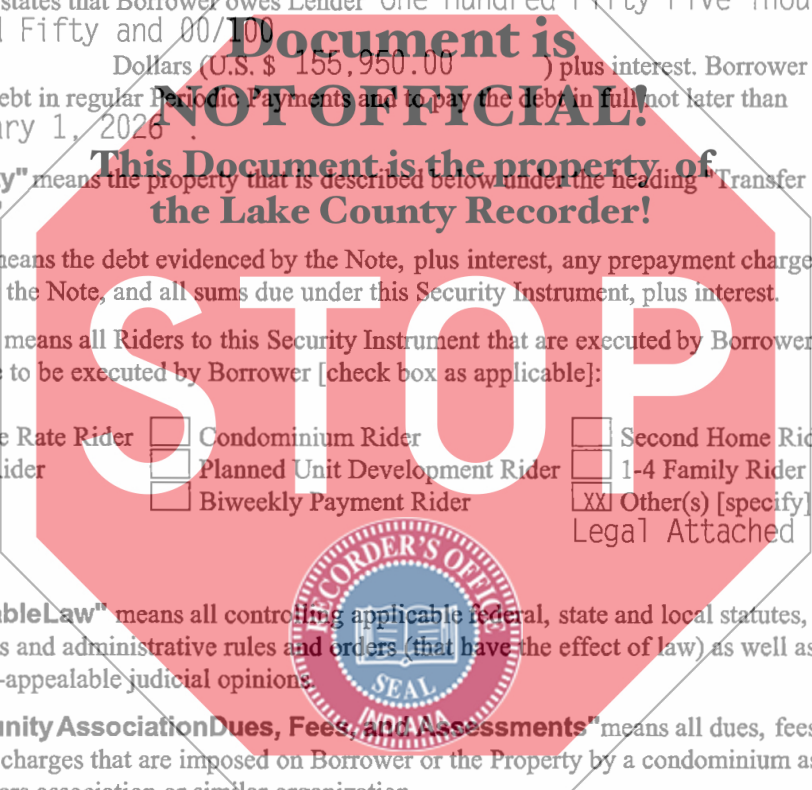 states that Borrower owes Lender One Hundred Fifty Five Thou
Fifty and 00/100
Document is
Dollars (U.S. $ 155,950.00 ) plus interest. Borrower
NOT OFFICIAL!
ebt in regular Periodic Payments and to pay the debt in full not later than
ry 1, 2026 .
This Document is the property of
y" means the property that is described below under the heading "Transfer
the Lake County Recorder!
means the debt evidenced by the Note, plus interest, any prepayment charge
the Note, and all sums due under this Security Instrument, plus interest.
means all Riders to this Security Instrument that are executed by Borrower
to be executed by Borrower [check box as applicable]:
STOP
e Rate Rider Condominium Rider Second Home Rid
ider Planned Unit Development Rider 1-4 Family Rider
Biweekly Payment Rider XX Other(s) [specify]
Legal Attached
RECORDER'S OFFICE
SEAL
INDIANA
ableLaw" means all controlling applicable federal, state and local statutes,
s and administrative rules and orders (that have the effect of law) as well as
-appealable judicial opinions.
unity AssociationDues, Fees, and Assessments" means all dues, fees
charges that are imposed on Borrower or the Property by a condominium as
ers association or similar organization.